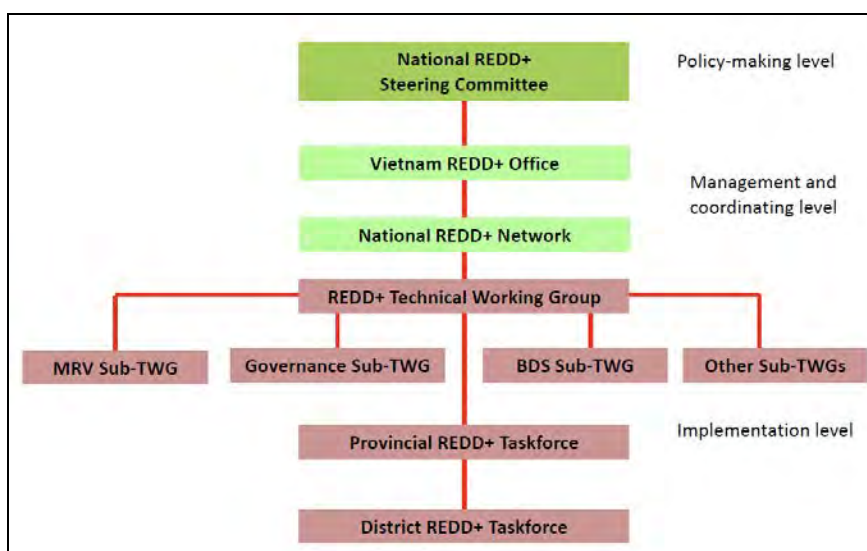 National REDD+
Steering Committee
Policy-making level
Vietnam REDD+ Office
Management and
coordinating level
National REDD+ Network
REDD+ Technical Working Group
MRV Sub-TWG
Governance Sub-TWG
BDS Sub-TWG
Other Sub-TWGs
Provincial REDD+ Taskforce
Implementation level
District REDD+ Taskforce